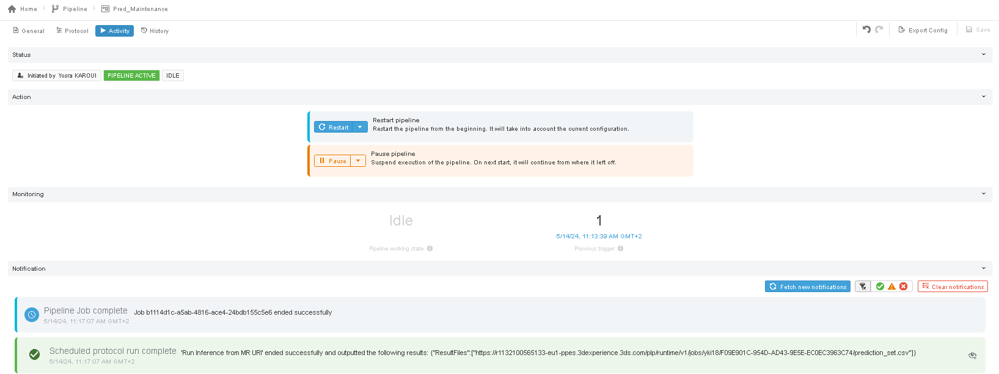 Home > Pipeline > Pred_Maintenance
General Protocol Activity History Export Config Save
Status
Initiated by Yosra KAROUI PIPELINE ACTIVE IDLE
Action
Restart Restart pipeline
Restart the pipeline from the beginning. It will take into account the current configuration.
Pause Pause pipeline
Suspend execution of the pipeline. On next start, it will continue from where it left off.
Monitoring
Idle 1
5/14/24, 11:13:39 AM GMT+2
Pipeline working state Previous trigger
Notification
Fetch new notifications Clear notifications
Pipeline Job complete Job b1114d1c-a5ab-4816-ace4-24bdb155c5e6 ended successfully
5/14/24, 11:17:07 AM GMT+2
Scheduled protocol run complete 'Run Inference from MR URI' ended successfully and outputted the following results: {"ResultFiles":["https://r1132100565133-eu1-ppes.3dexperience.3ds.com/plp/runtime/v1/jobs/yki18/F09E901C-954D-AD43-9E5E-EC0EC3963C74/prediction_set.csv"]}
5/14/24, 11:17:07 AM GMT+2